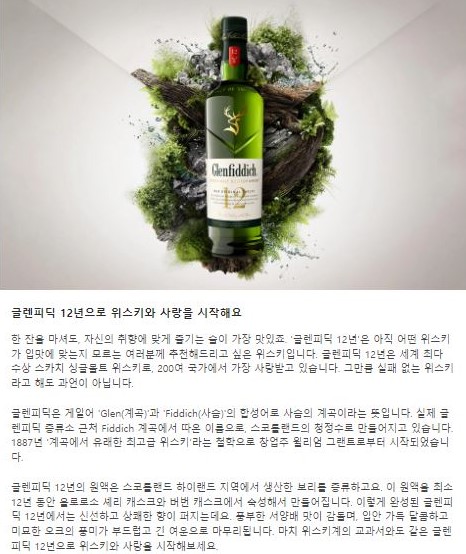 Glenfiddich
12
글렌피딕 12년으로 위스키와 사랑을 시작해요
한 잔을 마셔도, 자신의 취향에 맞게 즐기는 술이 가장 맛있죠. '글렌피딕 12년'은 아직 어떤 위스키
가 입맛에 맞는지 모르는 여러분께 추천해드리고 싶은 위스키입니다. 글렌피딕 12년은 세계 최다
수상 스카치 싱글몰트 위스키로, 200여 국가에서 가장 사랑받고 있습니다. 그만큼 실패 없는 위스키
라고 해도 과언이 아닙니다.
글렌피딕은 게일어 'Glen(계곡)'과 'Fiddich(사슴)'의 합성어로 사슴의 계곡이라는 뜻입니다. 실제 글
렌피딕 증류소 근처 Fiddich 계곡에서 따온 이름으로, 스코틀랜드의 청정수로 만들어지고 있습니다.
1887년 '계곡에서 유래한 최고급 위스키'라는 철학으로 창업주 윌리엄 그랜트로부터 시작되었습니
다.
글렌피딕 12년의 원액은 스코틀랜드 하이랜드 지역에서 생산한 보리를 증류하고요. 이 원액을 최소
12년 동안 올로로소 셰리 캐스크와 버번 캐스크에서 숙성해서 만들어집니다. 이렇게 완성된 글렌피
딕 12년에서는 신선하고 상쾌한 향이 퍼지는데요. 풍부한 서양배 맛이 감돌며, 입안 가득 달콤하고
미묘한 오크의 풍미가 부드럽고 긴 여운으로 마무리됩니다. 마치 위스키계의 교과서와도 같은 글렌
피딕 12년으로 위스키와 사랑을 시작해보세요.